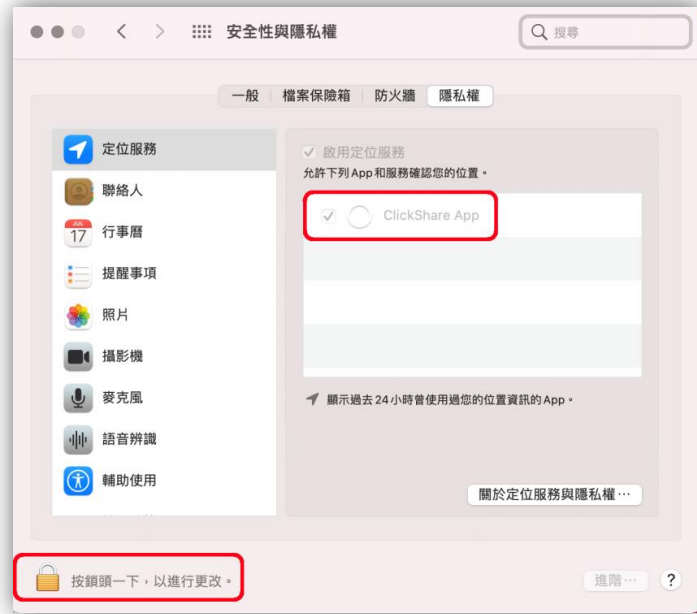 安全性與隱私權
搜尋
一般
檔案保險箱
防火牆
隱私權
定位服務
聯絡人
JUL
17
行事曆
提醒事項
照片
攝影機
麥克風
語音辨識
輔助使用
啟用定位服務
允許下列 App 和服務確認您的位置。
ClickShare App
顯示過去 24 小時曾使用過您的位置資訊的 App。
關於定位服務與隱私權⋯
按鎖頭一下，以進行更改。
進階⋯
?